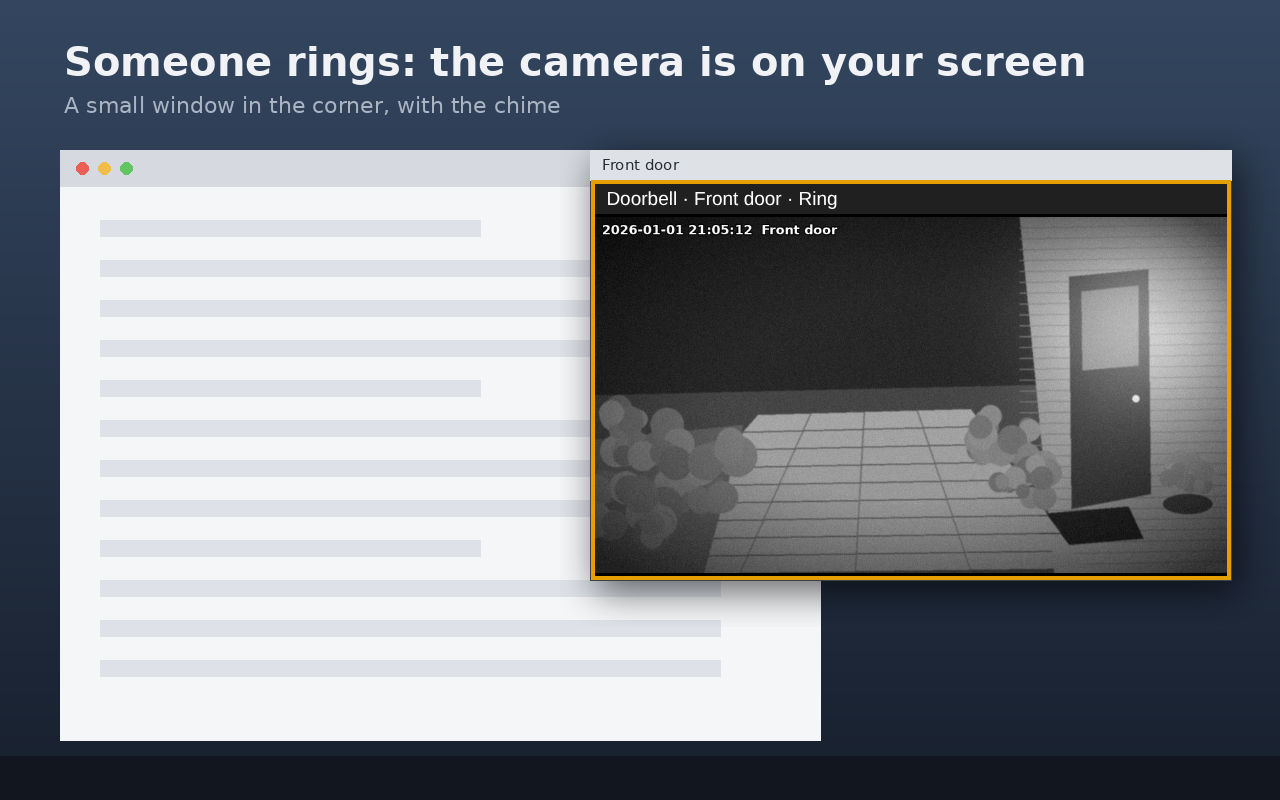 Someone rings: the camera is on your screen
A small window in the corner, with the chime
Front door
Doorbell · Front door · Ring
2026-01-01 21:05:12  Front door